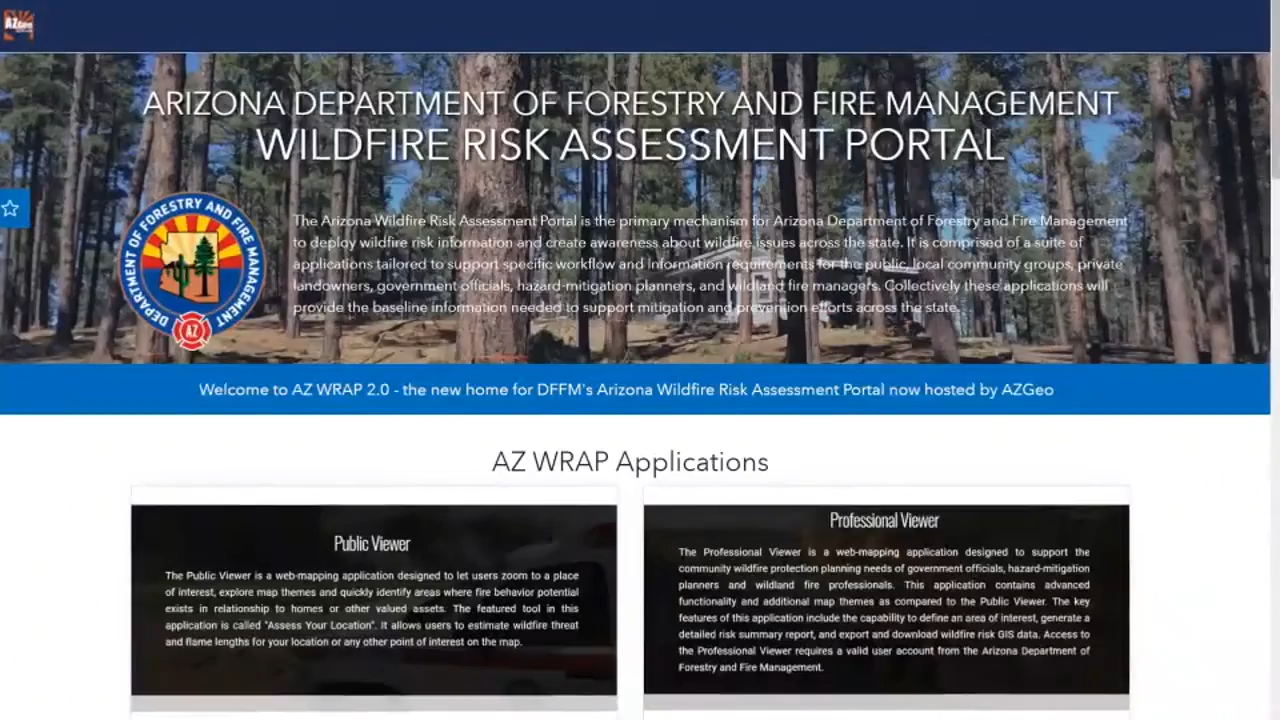 AZGeo
ARIZONA DEPARTMENT OF FORESTRY AND FIRE MANAGEMENT
WILDFIRE RISK ASSESSMENT PORTAL
DEPARTMENT OF FORESTRY AND FIRE MANAGEMENT
AZ
The Arizona Wildfire Risk Assessment Portal is the primary mechanism for Arizona Department of Forestry and Fire Management
to deploy wildfire risk information and create awareness about wildfire issues across the state. It is comprised of a suite of
applications tailored to support specific workflow and information requirements for the public, local community groups, private
landowners, government officials, hazard-mitigation planners, and wildland fire managers. Collectively these applications will
provide the baseline information needed to support mitigation and prevention efforts across the state.
Welcome to AZ WRAP 2.0 - the new home for DFFM's Arizona Wildfire Risk Assessment Portal now hosted by AZGeo
AZ WRAP Applications
Public Viewer
The Public Viewer is a web-mapping application designed to let users zoom to a place
of interest, explore map themes and quickly identify areas where fire behavior potential
exists in relationship to homes or other valued assets. The featured tool in this
application is called "Assess Your Location". It allows users to estimate wildfire threat
and flame lengths for your location or any other point of interest on the map.
Professional Viewer
The Professional Viewer is a web-mapping application designed to support the
community wildfire protection planning needs of government officials, hazard-mitigation
planners and wildland fire professionals. This application contains advanced
functionality and additional map themes as compared to the Public Viewer. The key
features of this application include the capability to define an area of interest, generate a
detailed risk summary report, and export and download wildfire risk GIS data. Access to
the Professional Viewer requires a valid user account from the Arizona Department of
Forestry and Fire Management.